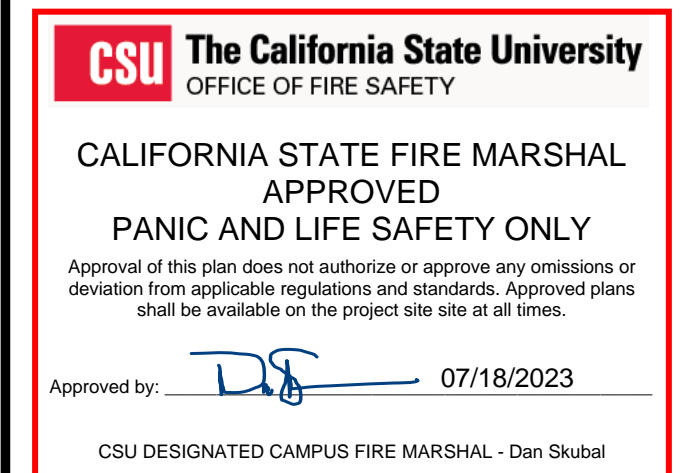 CSU The California State University
OFFICE OF FIRE SAFETY
CALIFORNIA STATE FIRE MARSHAL
APPROVED
PANIC AND LIFE SAFETY ONLY
Approval of this plan does not authorize or approve any omissions or
deviation from applicable regulations and standards. Approved plans
shall be available on the project site site at all times.
Approved by: 07/18/2023
CSU DESIGNATED CAMPUS FIRE MARSHAL - Dan Skubal